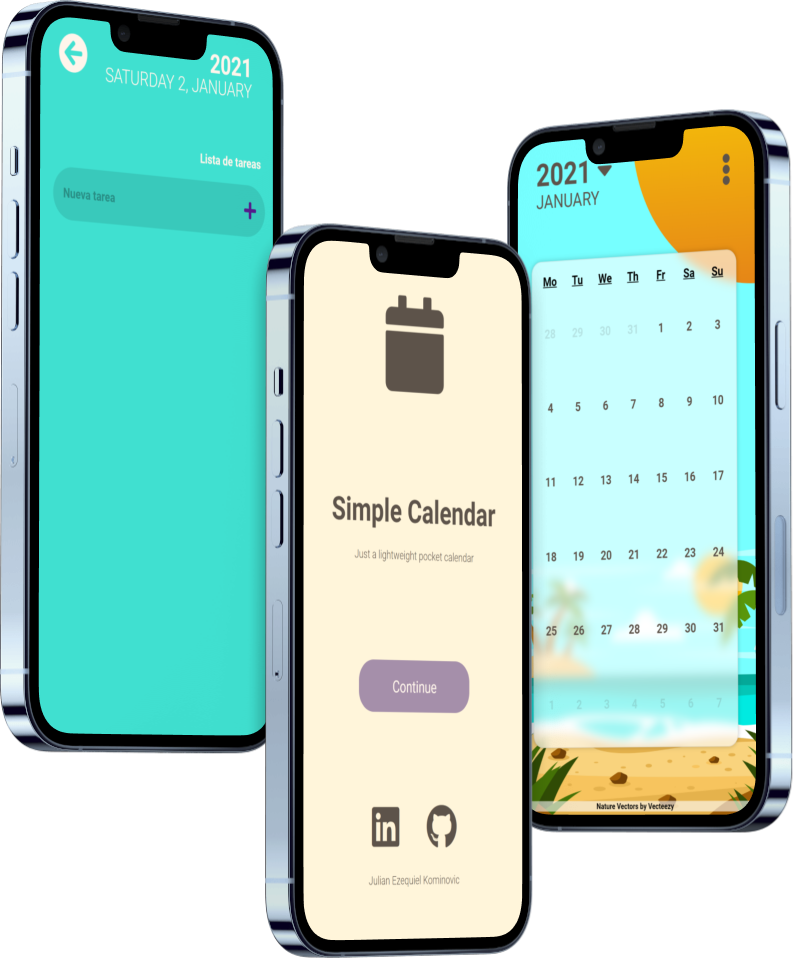 2021
SATURDAY 2, JANUARY
Lista de tareas
Nueva tarea
+
Simple Calendar
Just a lightweight pocket calendar
Continue
in
Julian Ezequiel Kominovic
2021
JANUARY
Mo Tu We Th Fr Sa Su
28 29 30 31 1 2 3
4 5 6 7 8 9 10
11 12 13 14 15 16 17
18 19 20 21 22 23 24
25 26 27 28 29 30 31
1 2 3 4 5 6 7
Nature Vectors by Vecteezy